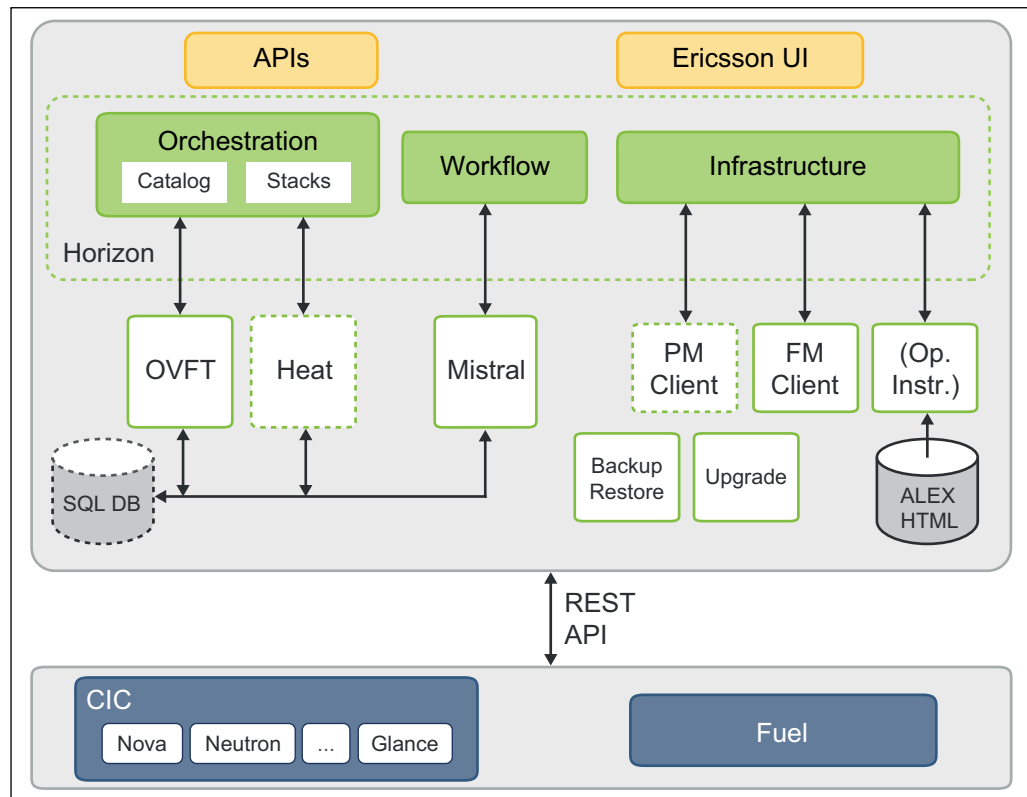 APIs
Ericsson UI
Orchestration
Catalog
Stacks
Workflow
Infrastructure
Horizon
OVFT
Heat
Mistral
PM
Client
FM
Client
(Op.
Instr.)
SQL DB
Backup
Restore
Upgrade
ALEX
HTML
REST
API
CIC
Nova
Neutron
...
Glance
Fuel